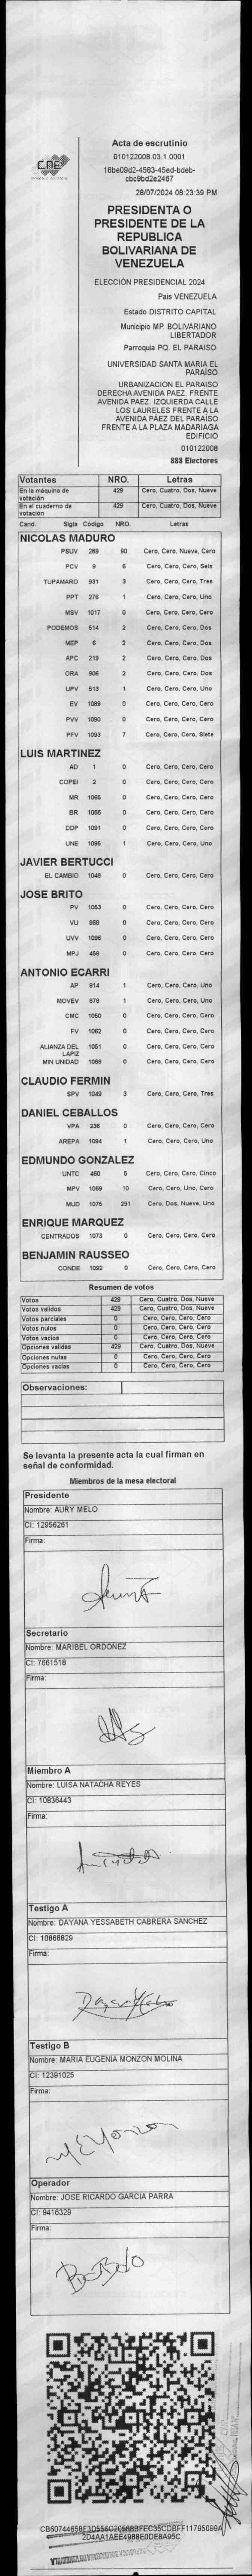 CNE
Acta de escrutinio
010122008.03.1.0001
18be09d2-4583-45ed-bdeb-
cbc9bd2e2467
28/07/2024 08:23:39 PM
PRESIDENTA O
PRESIDENTE DE LA
REPUBLICA
BOLIVARIANA DE
VENEZUELA
ELECCIÓN PRESIDENCIAL 2024
Pais VENEZUELA
Estado DISTRITO CAPITAL
Municipio MP. BOLIVARIANO
LIBERTADOR
Parroquia PQ. EL PARAISO
UNIVERSIDAD SANTA MARIA EL
PARAÍSO
URBANIZACIÓN EL PARAISO
DERECHA AVENIDA PAEZ. FRENTE
AVENIDA PAEZ. IZQUIERDA CALLE
LOS LAURELES FRENTE A LA
AVENIDA PAEZ DEL PARAÍSO
FRENTE A LA PLAZA MADARIAGA
EDIFICIO
010122008
888 Electores
Votantes NRO. Letras
En la máquina de votación 429 Cero, Cuatro, Dos, Nueve
En el cuaderno de votación 429 Cero, Cuatro, Dos, Nueve
Cand. Sigla Código NRO. Letras
NICOLAS MADURO
PSUV 269 90 Cero, Cero, Nueve, Cero
PCV 9 6 Cero, Cero, Cero, Seis
TUPAMARO 931 3 Cero, Cero, Cero, Tres
PPT 276 1 Cero, Cero, Cero, Uno
MSV 1017 0 Cero, Cero, Cero, Cero
PODEMOS 514 2 Cero, Cero, Cero, Dos
MEP 6 2 Cero, Cero, Cero, Dos
APC 219 2 Cero, Cero, Cero, Dos
ORA 906 2 Cero, Cero, Cero, Dos
UPV 513 1 Cero, Cero, Cero, Uno
EV 1089 0 Cero, Cero, Cero, Cero
PVV 1090 0 Cero, Cero, Cero, Cero
PFV 1093 7 Cero, Cero, Cero, Siete
LUIS MARTINEZ
AD 1 0 Cero, Cero, Cero, Cero
COPEI 2 0 Cero, Cero, Cero, Cero
MR 1065 0 Cero, Cero, Cero, Cero
BR 1066 0 Cero, Cero, Cero, Cero
DDP 1091 0 Cero, Cero, Cero, Cero
UNE 1096 1 Cero, Cero, Cero, Uno
JAVIER BERTUCCI
EL CAMBIO 1048 0 Cero, Cero, Cero, Cero
JOSE BRITO
PV 1053 0 Cero, Cero, Cero, Cero
VU 969 0 Cero, Cero, Cero, Cero
UVV 1095 0 Cero, Cero, Cero, Cero
MPJ 459 0 Cero, Cero, Cero, Cero
ANTONIO ECARRI
AP 914 1 Cero, Cero, Cero, Uno
MOVEV 978 1 Cero, Cero, Cero, Uno
CMC 1050 0 Cero, Cero, Cero, Cero
FV 1062 0 Cero, Cero, Cero, Cero
ALIANZA DEL LAPIZ 1051 0 Cero, Cero, Cero, Cero
MIN UNIDAD 1068 0 Cero, Cero, Cero, Cero
CLAUDIO FERMIN
SPV 1049 3 Cero, Cero, Cero, Tres
DANIEL CEBALLOS
VPA 236 0 Cero, Cero, Cero, Cero
AREPA 1094 1 Cero, Cero, Cero, Uno
EDMUNDO GONZALEZ
UNTC 460 5 Cero, Cero, Cero, Cinco
MPV 1069 10 Cero, Cero, Uno, Cero
MUD 1075 291 Cero, Dos, Nueve, Uno
ENRIQUE MARQUEZ
CENTRADOS 1073 0 Cero, Cero, Cero, Cero
BENJAMIN RAUSSEO
CONDE 1092 0 Cero, Cero, Cero, Cero
Resumen de votos
Votos 429 Cero, Cuatro, Dos, Nueve
Votos validos 429 Cero, Cuatro, Dos, Nueve
Votos parciales 0 Cero, Cero, Cero, Cero
Votos nulos 0 Cero, Cero, Cero, Cero
Votos vacios 0 Cero, Cero, Cero, Cero
Opciones validas 429 Cero, Cuatro, Dos, Nueve
Opciones nulas 0 Cero, Cero, Cero, Cero
Opciones vacias 0 Cero, Cero, Cero, Cero
Observaciones:
Se levanta la presente acta la cual firman en
señal de conformidad.
Miembros de la mesa electoral
Presidente
Nombre: AURY MELO
CI: 12956261
Firma:
Secretario
Nombre: MARIBEL ORDOÑEZ
CI: 7661518
Firma:
Miembro A
Nombre: LUISA NATACHA REYES
CI: 10836443
Firma:
Testigo A
Nombre: DAYANA YESSABETH CABRERA SANCHEZ
CI: 10868829
Firma:
Testigo B
Nombre: MARIA EUGENIA MONZON MOLINA
CI: 12391025
Firma:
Operador
Nombre: JOSE RICARDO GARCIA PARRA
CI: 9416329
Firma: